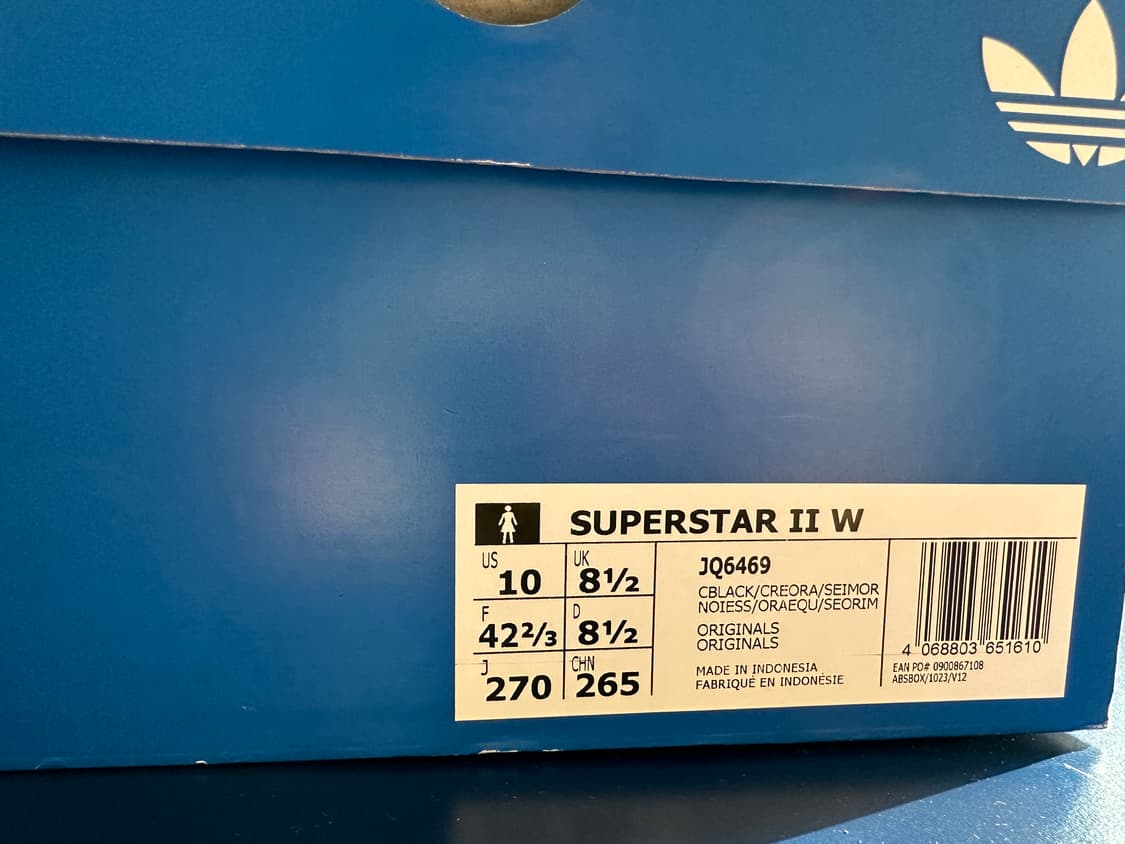 SUPERSTAR II W
US
10
UK
8½
F
42⅔
D
8½
J
270
CHN
265
JQ6469
CBLACK/CREORA/SEIMOR
NOIESS/ORAEQU/SEORIM
ORIGINALS
ORIGINALS
MADE IN INDONESIA
FABRIQUÉ EN INDONÉSIE
4 068803 651610
EAN PO# 0900867108
ABSBOX/1023/V12